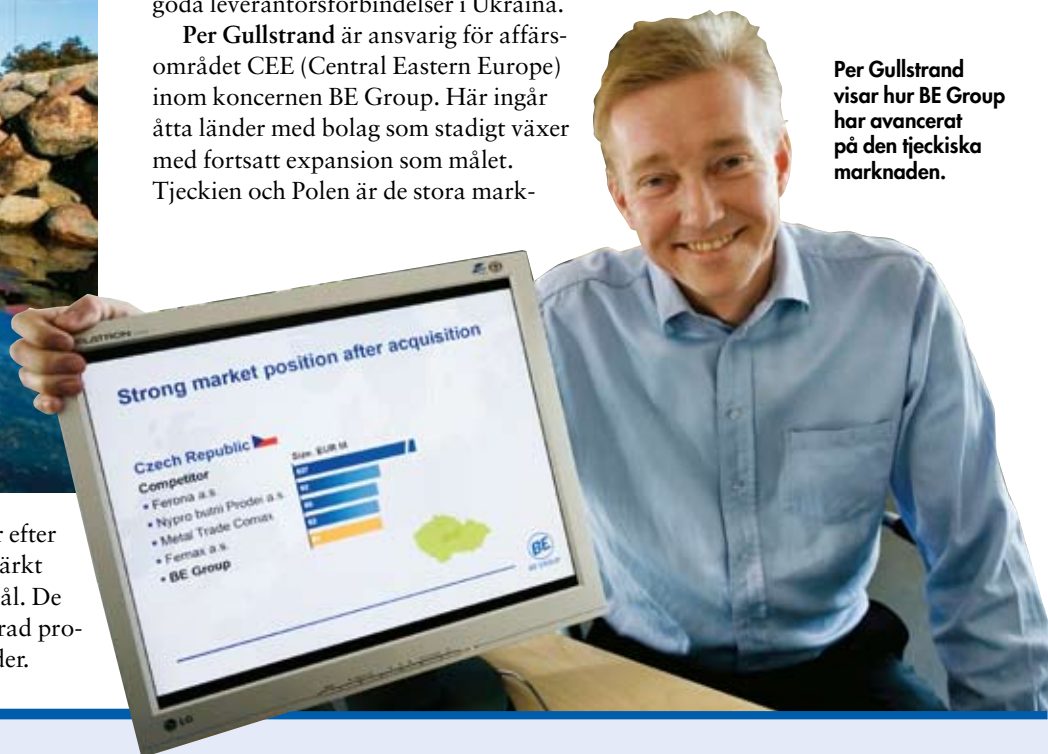 goda leverantörsförbindelser i Ukraina.
Per Gullstrand är ansvarig för affärs-
området CEE (Central Eastern Europe)
inom koncernen BE Group. Här ingår
åtta länder med bolag som stadigt växer
med fortsatt expansion som målet.
Tjeckien och Polen är de stora mark-
Per Gullstrand
visar hur BE Group
har avancerat
på den tjeckiska
marknaden.
Strong market position after acquisition
Czech Republic
Size, EUR M
Competitor
• Ferona a.s.
• Nypro hutní Prodej a.s
• Metal Trade Comax
• Femax a.s.
• BE Group
BE
BE GROUP
LG
efter
ärkt
ål. De
rad pro-
der.